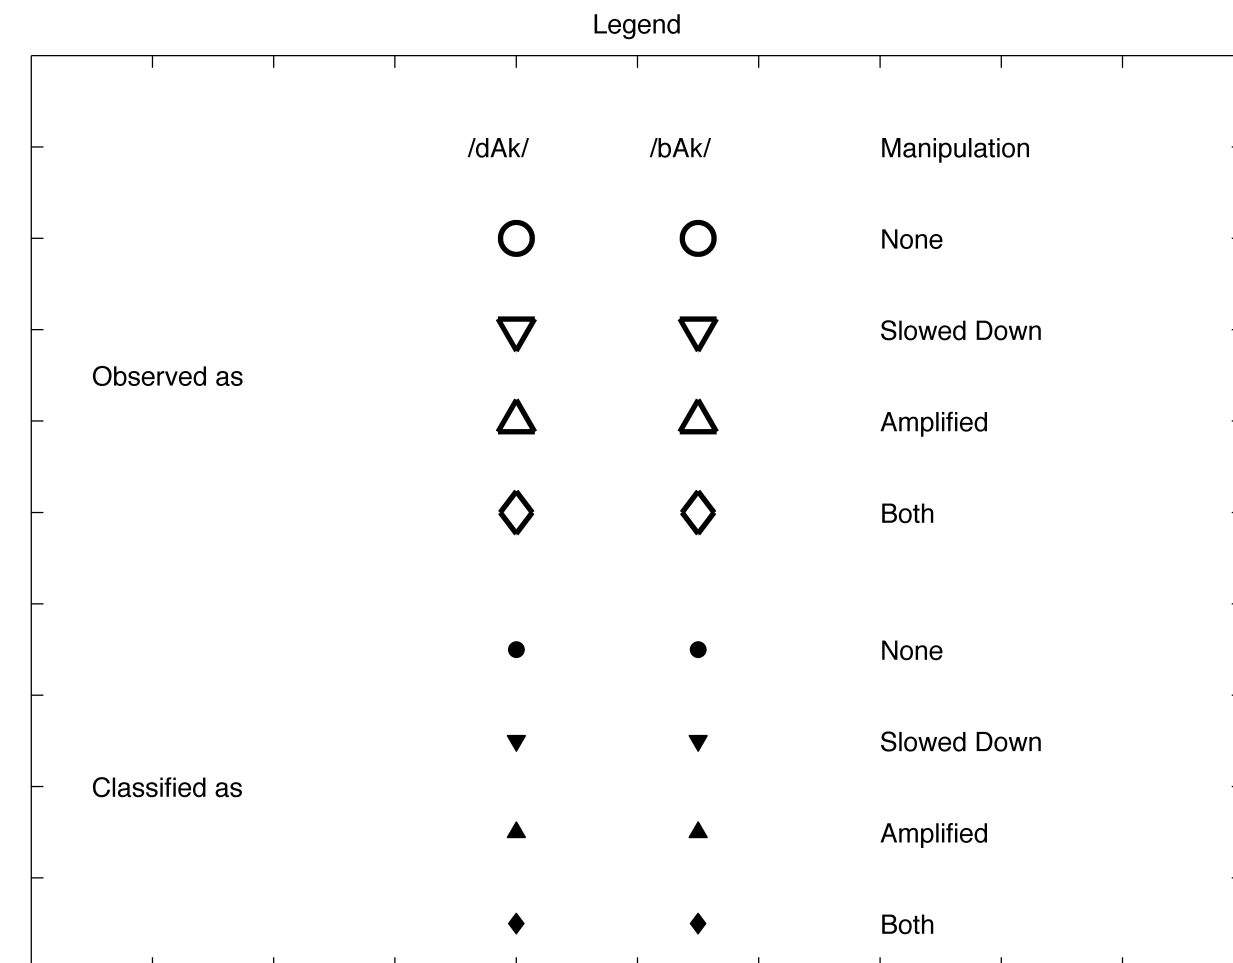 Legend
/dAk/ /bAk/ Manipulation
None
Slowed Down
Observed as
Amplified
Both
None
Slowed Down
Classified as
Amplified
Both